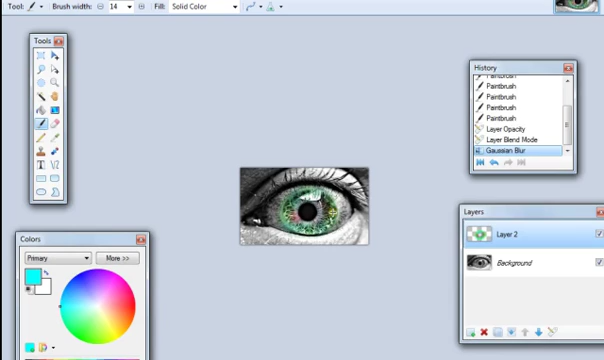 Tool:
Brush width:
14
Fill:
Solid Color
Tools
T
Colors
Primary
More >>
History
Paintbrush
Paintbrush
Paintbrush
Paintbrush
Paintbrush
Layer Opacity
Layer Blend Mode
Gaussian Blur
Layers
Layer 2
Background